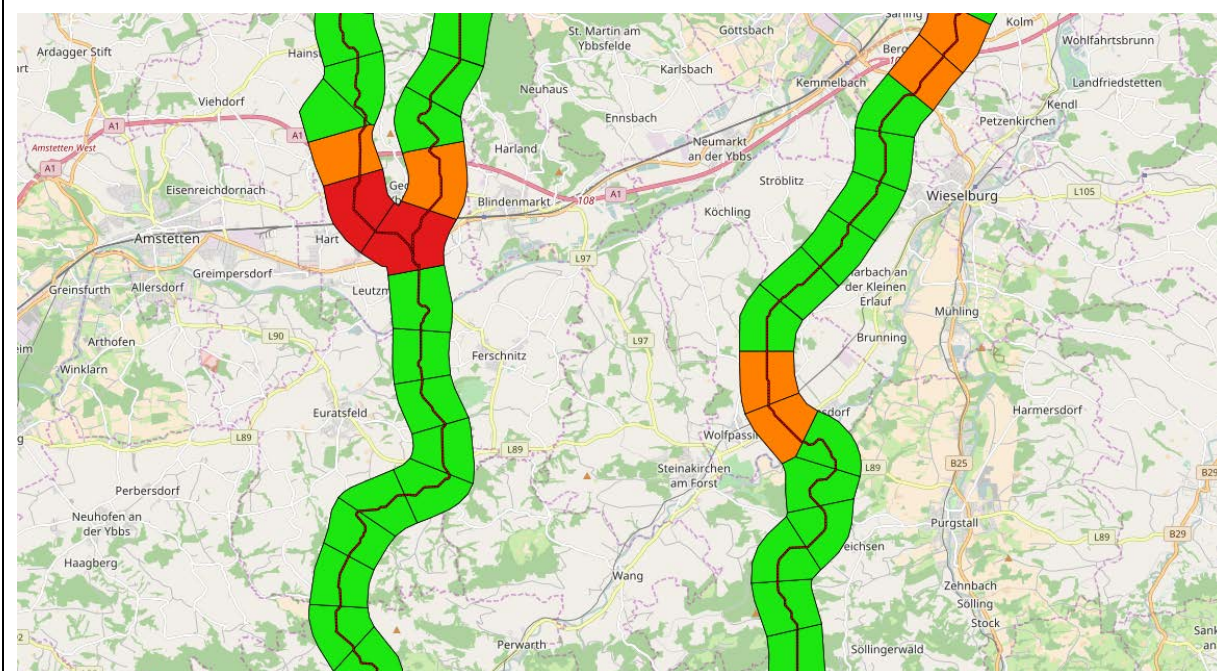 Ardagger Stift
Viehdorf
A1
A1
Amstetten West
A1
Eisenreichdornach
Amstetten
Hart
Greimpersdorf
Greinsfurth
Allersdorf
Arthofen
L90
Winklarn
Euratsfeld
L89
Perbersdorf
Neuhofen an
der Ybbs
Haagberg
St. Martin am
Ybbsfelde
Göttsbach
Karlsbach
Neuhaus
Kemmelbach
Ennsbach
Harland
Neumarkt
an der Ybbs
Ströblitz
Blindenmarkt
108
A1
Köchling
L97
Ferschnitz
L97
L89
Steinakirchen
am Forst
Wang
Perwarth
Kolm
Wohlfahrtsbrunn
Landfriedstetten
Kendl
Petzenkirchen
Wieselburg
L105
der Kleinen
Erlauf
Mühling
Brunning
Harmersdorf
L89
B25
B29
Purgstall
L89
B29
Zehnbach
Sölling
Stock
Söllingerwald